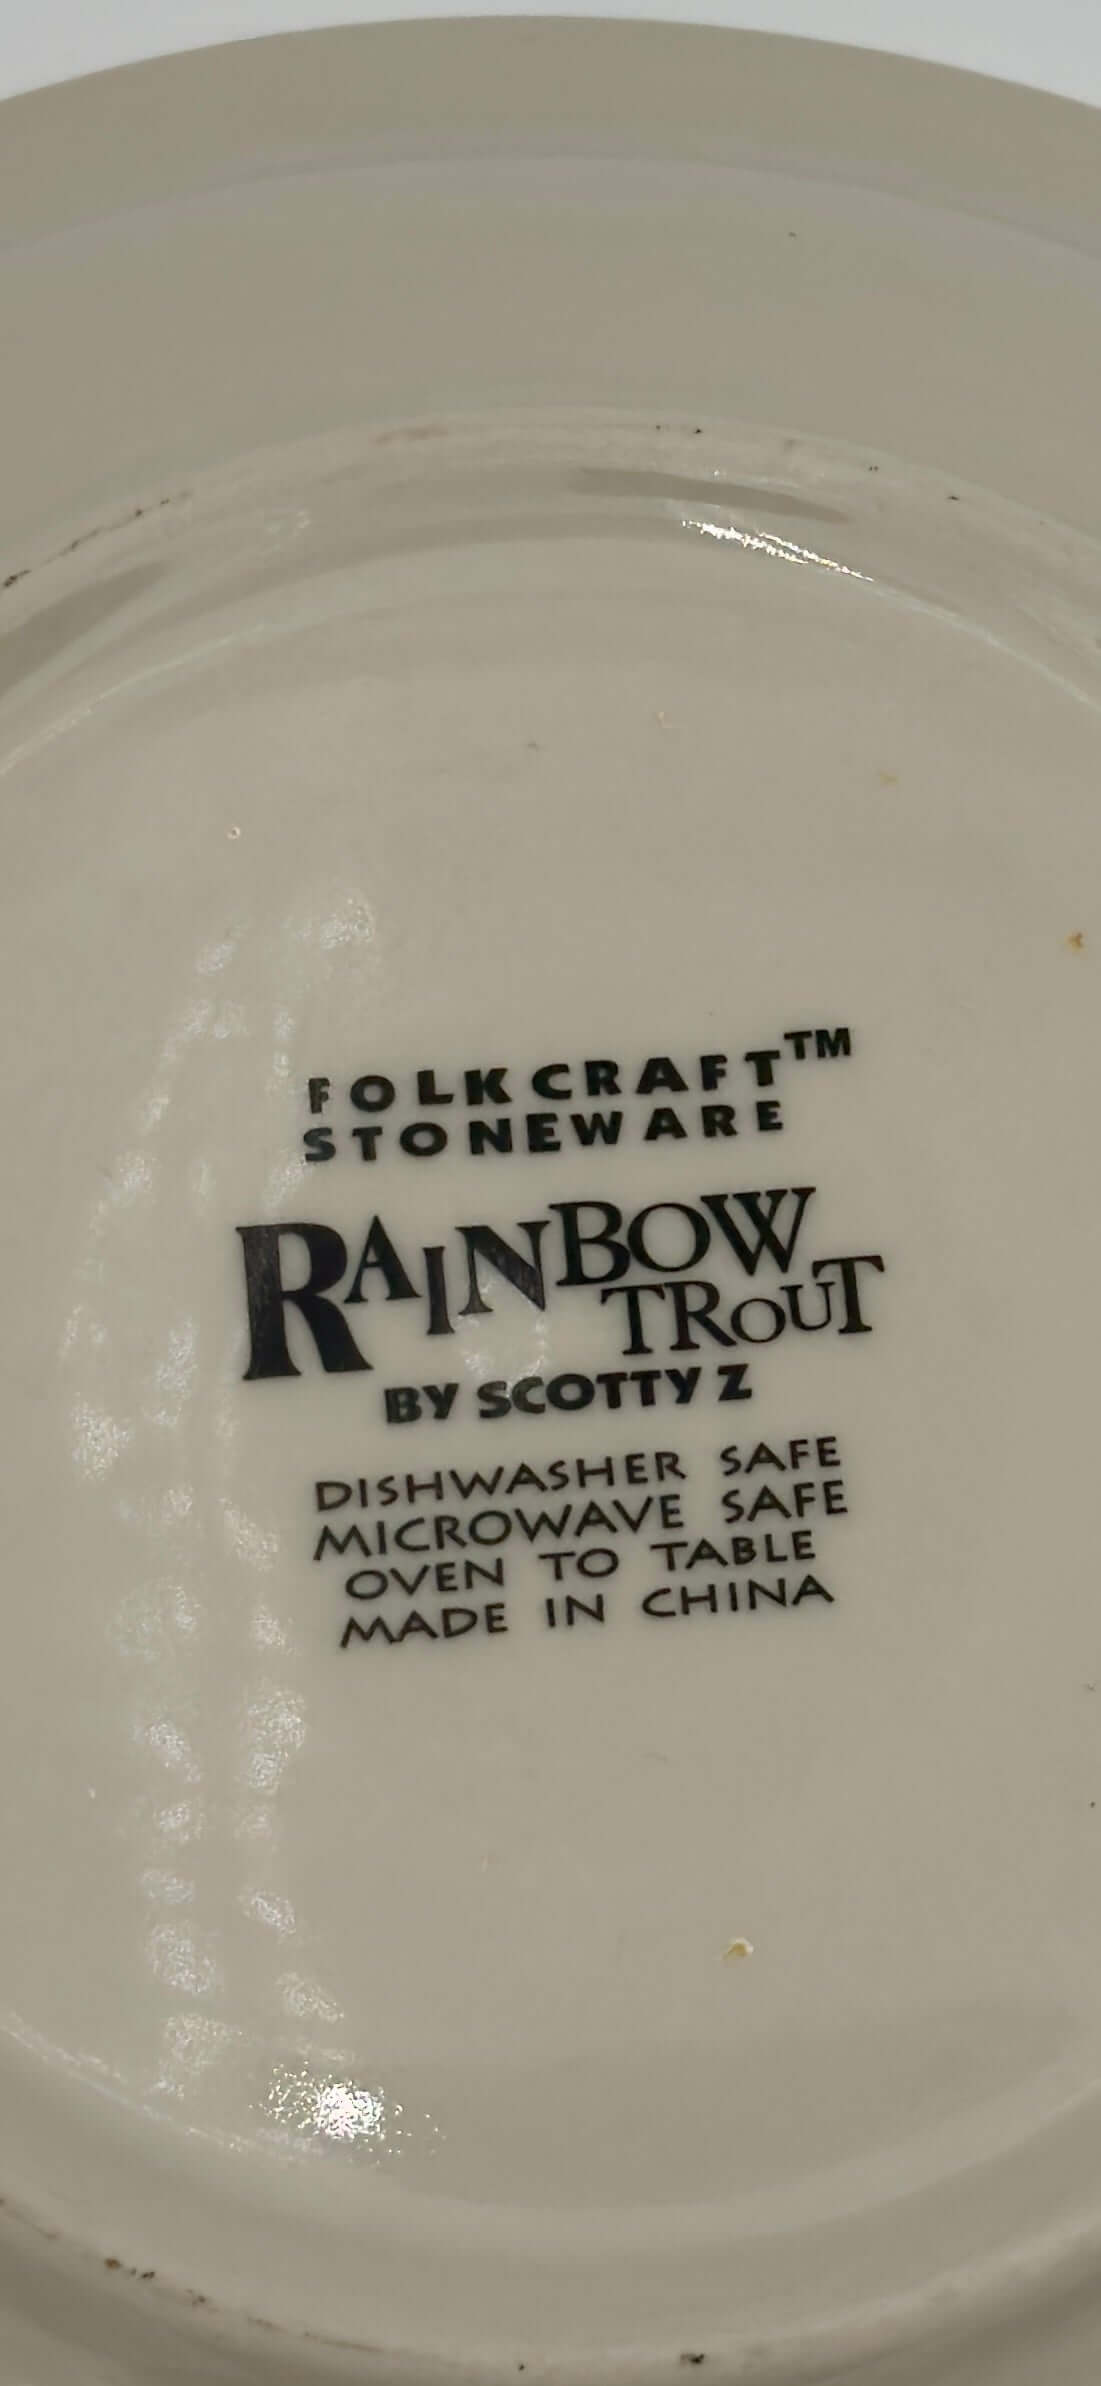 FOLKCRAFT™
STONEWARE
RAINBOW
TROUT
BY SCOTTY Z
DISHWASHER SAFE
MICROWAVE SAFE
OVEN TO TABLE
MADE IN CHINA